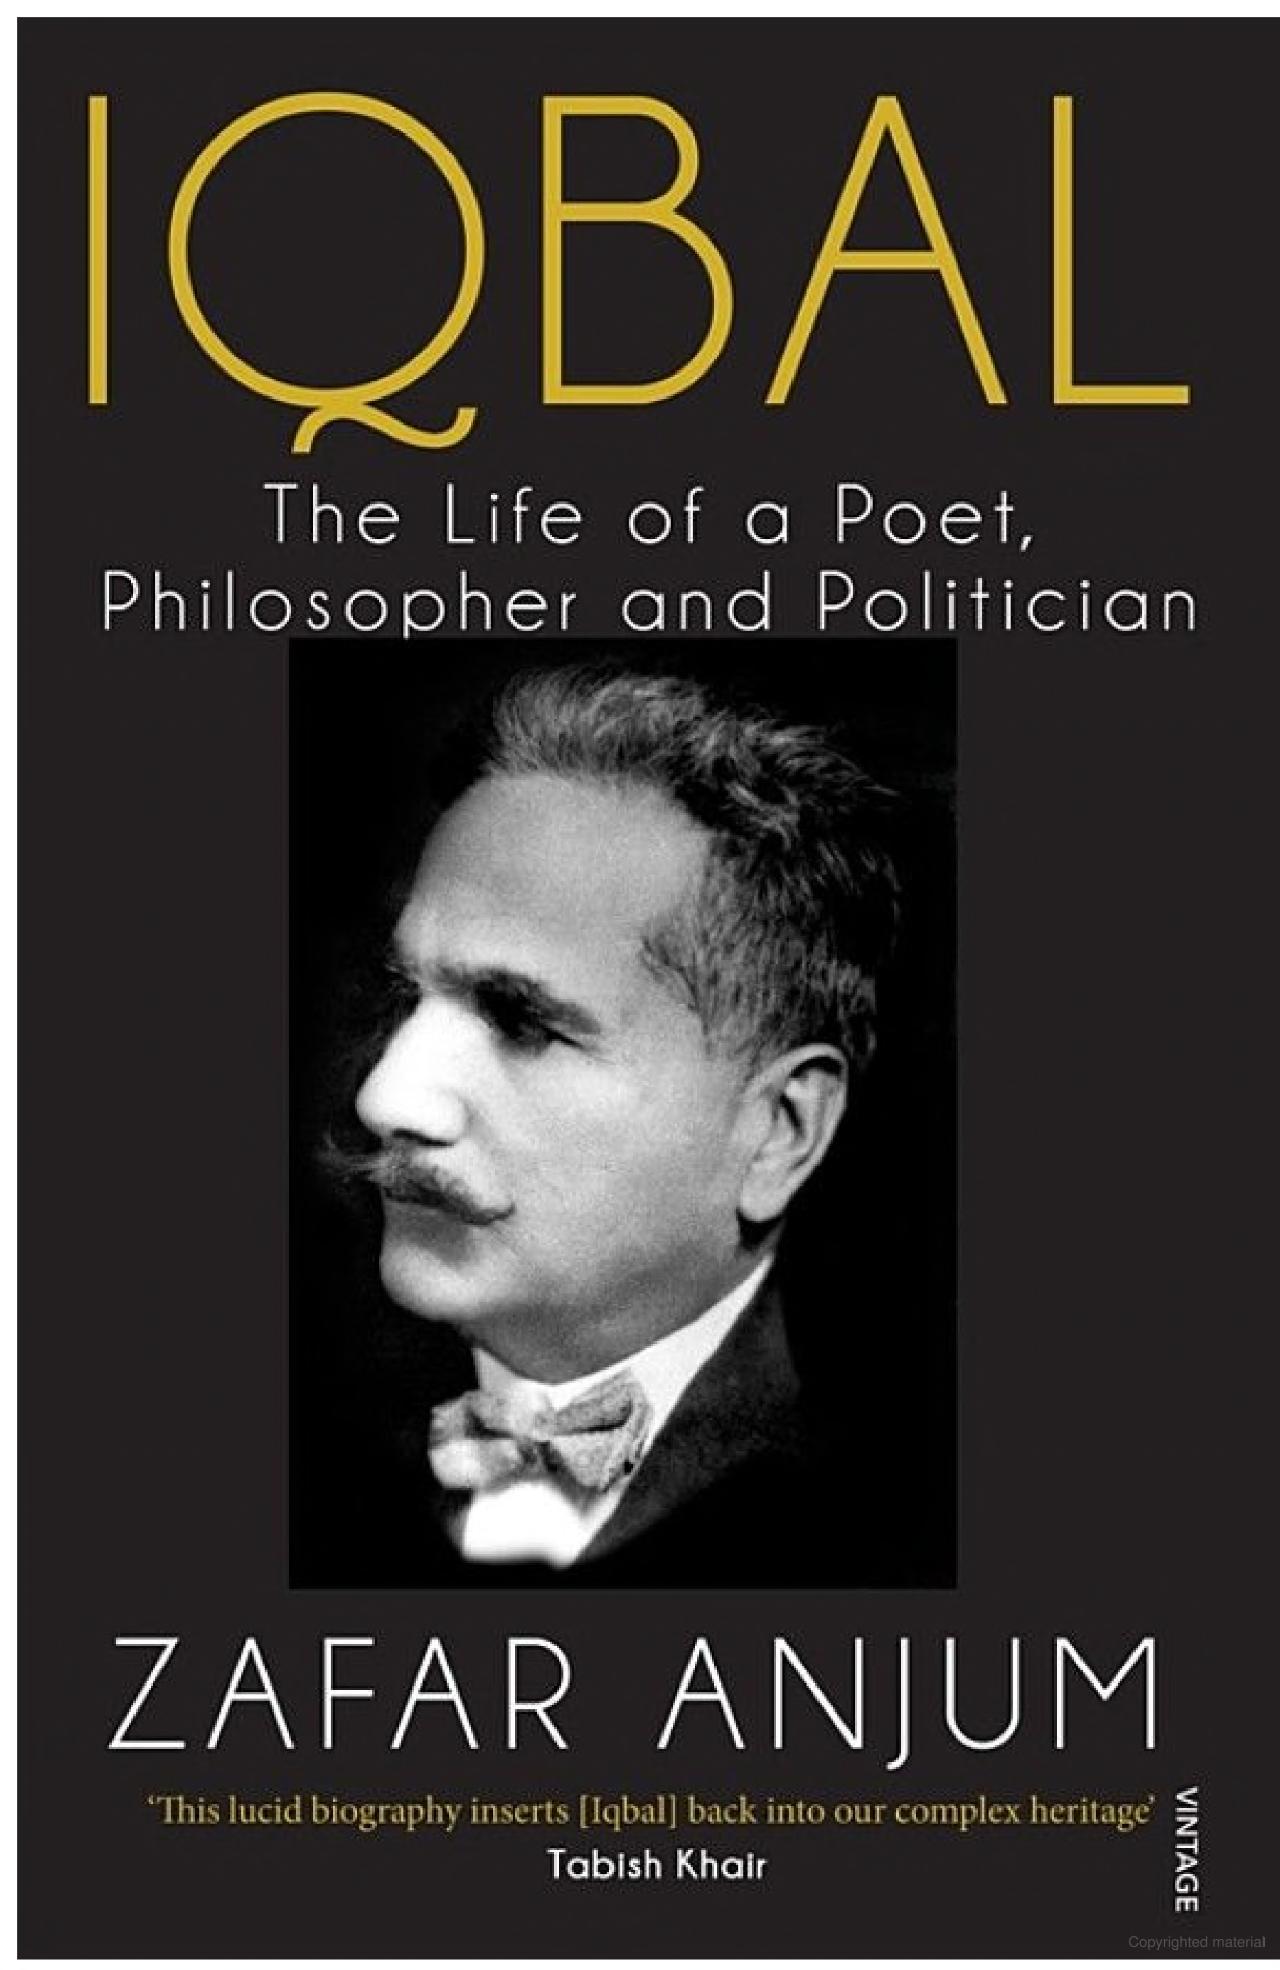 IQBAL
The Life of a Poet,
Philosopher and Politician
ZAFAR ANJUM
‘This lucid biography inserts [Iqbal] back into our complex heritage’
Tabish Khair
VINTAGE
Copyrighted material